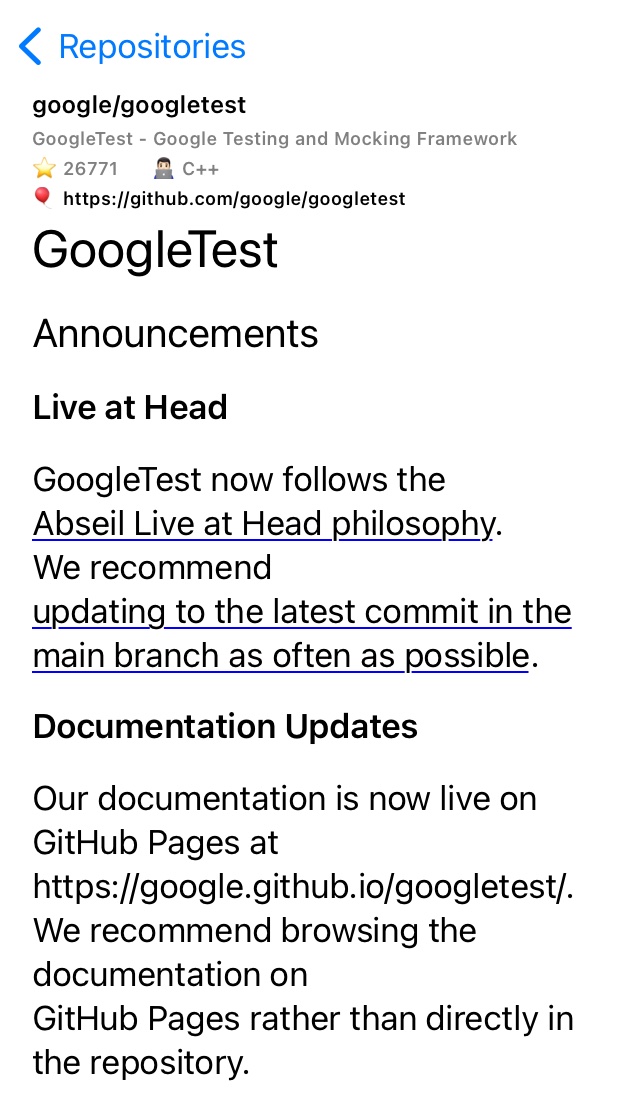 Repositories
google/googletest
GoogleTest - Google Testing and Mocking Framework
⭐ 26771 👨🏻‍💻 C++
🎈 https://github.com/google/googletest
GoogleTest
Announcements
Live at Head
GoogleTest now follows the
Abseil Live at Head philosophy.
We recommend
updating to the latest commit in the
main branch as often as possible.
Documentation Updates
Our documentation is now live on
GitHub Pages at
https://google.github.io/googletest/.
We recommend browsing the
documentation on
GitHub Pages rather than directly in
the repository.